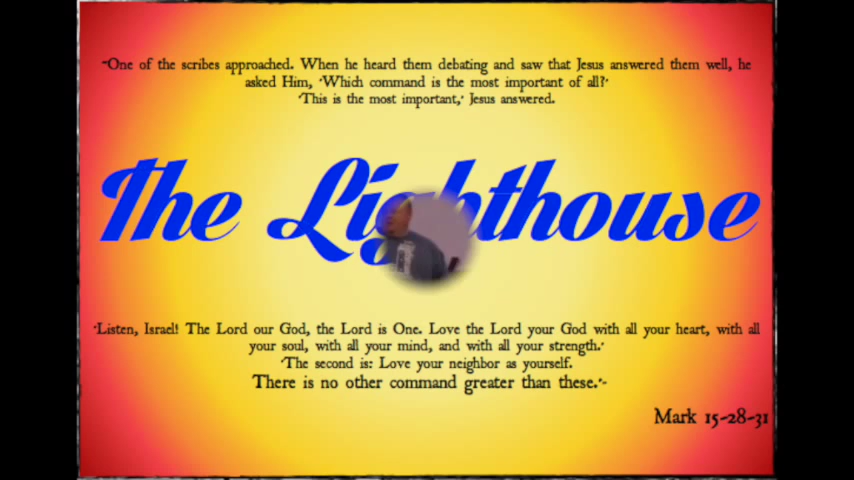 "One of the scribes approached. When he heard them debating and saw that Jesus answered them well, he
asked Him, 'Which command is the most important of all?'
'This is the most important,' Jesus answered.
The Lighthouse
'Listen, Israel! The Lord our God, the Lord is One. Love the Lord your God with all your heart, with all
your soul, with all your mind, and with all your strength.'
'The second is: Love your neighbor as yourself.
There is no other command greater than these.'"
Mark 15-28-31